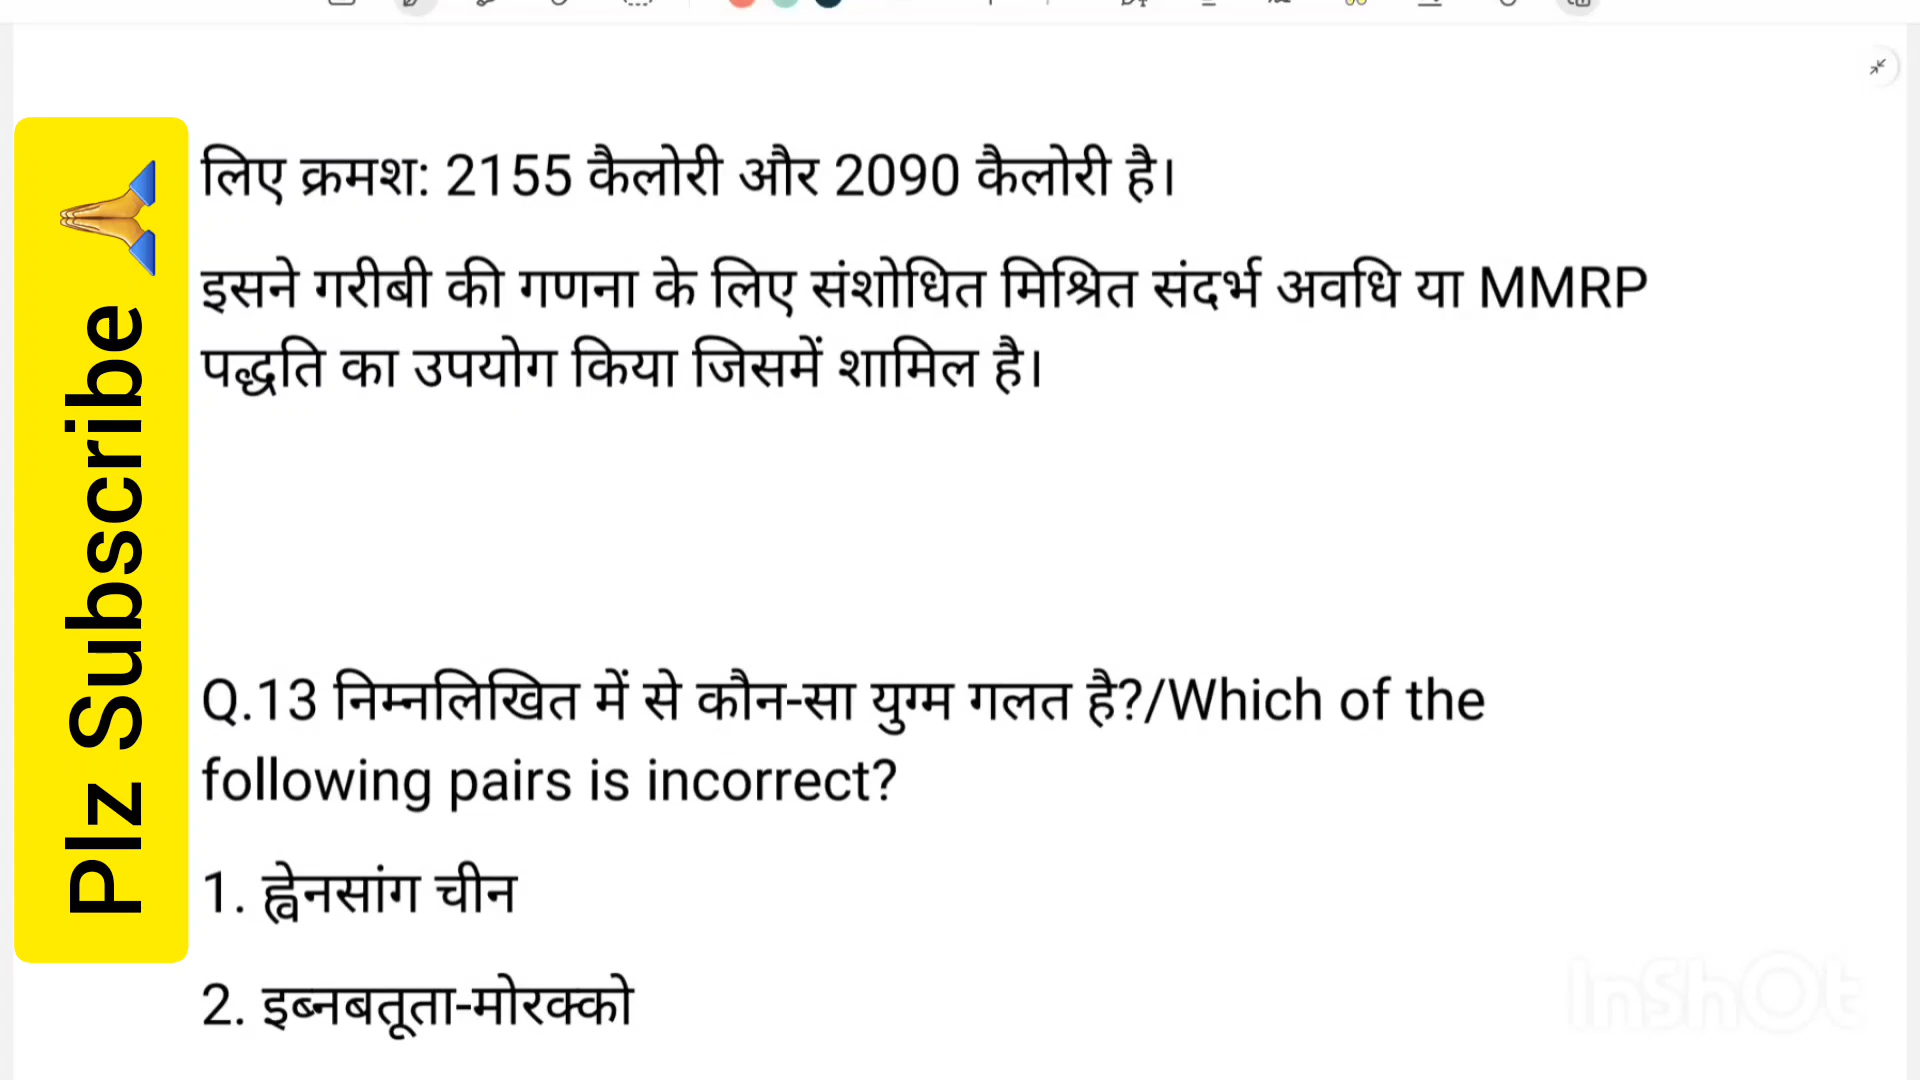 लिए क्रमश: 2155 कैलोरी और 2090 कैलोरी है।
इसने गरीबी की गणना के लिए संशोधित मिश्रित संदर्भ अवधि या MMRP
पद्धति का उपयोग किया जिसमें शामिल है।
Plz Subscribe 🙏
Q.13 निम्नलिखित में से कौन-सा युग्म गलत है?/Which of the
following pairs is incorrect?
1. ह्वेनसांग चीन
2. इब्नबतूता-मोरक्को
InShOt